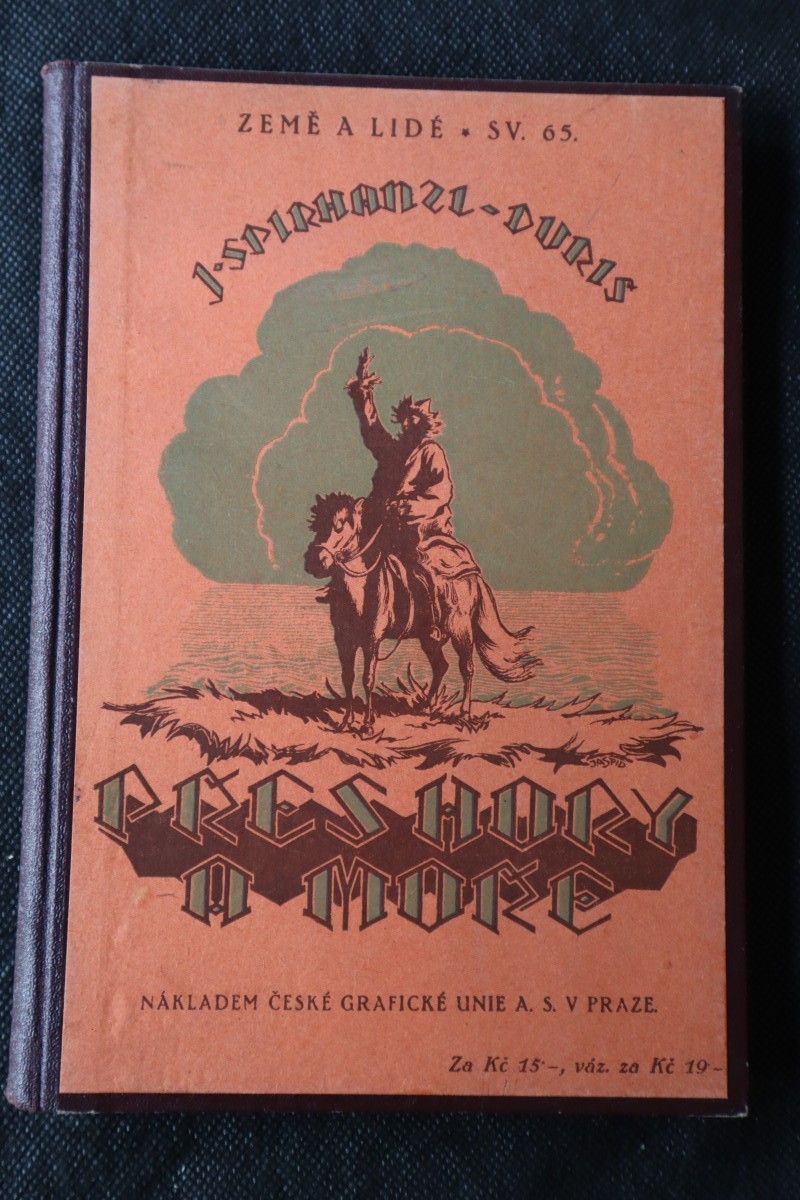 ZEMĚ A LIDÉ * SV. 65.
J. SPIRHANZL-DURIS
JASPID
PŘES HORY
A MOŘE
NÁKLADEM ČESKÉ GRAFICKÉ UNIE A. S. V PRAZE.
Za Kč 15·–, váz. za Kč 19·–